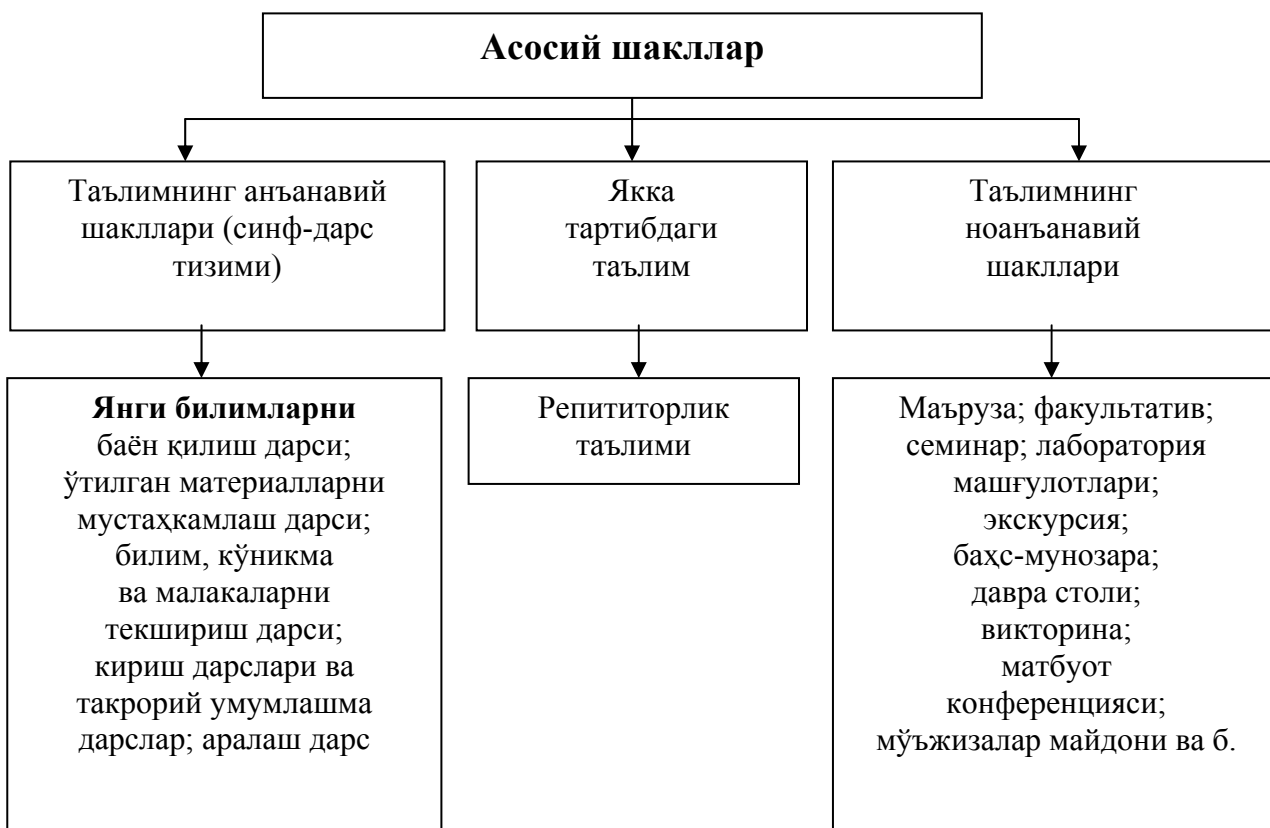 Асосий шакллар
Таълимнинг анъанавий
шакллари (синф-дарс
тизими)
Якка
тартибдаги
таълим
Таълимнинг
ноанъанавий
шакллари
Янги билимларни
баён қилиш дарси;
ўтилган материалларни
мустаҳкамлаш дарси;
билим, кўникма
ва малакаларни
текшириш дарси;
кириш дарслари ва
такрорий умумлашма
дарслар; аралаш дарс
Репититорлик
таълими
Маъруза; факультатив;
семинар; лаборатория
машғулотлари;
экскурсия;
баҳс-мунозара;
давра столи;
викторина;
матбуот
конференцияси;
мўъжизалар майдони ва б.